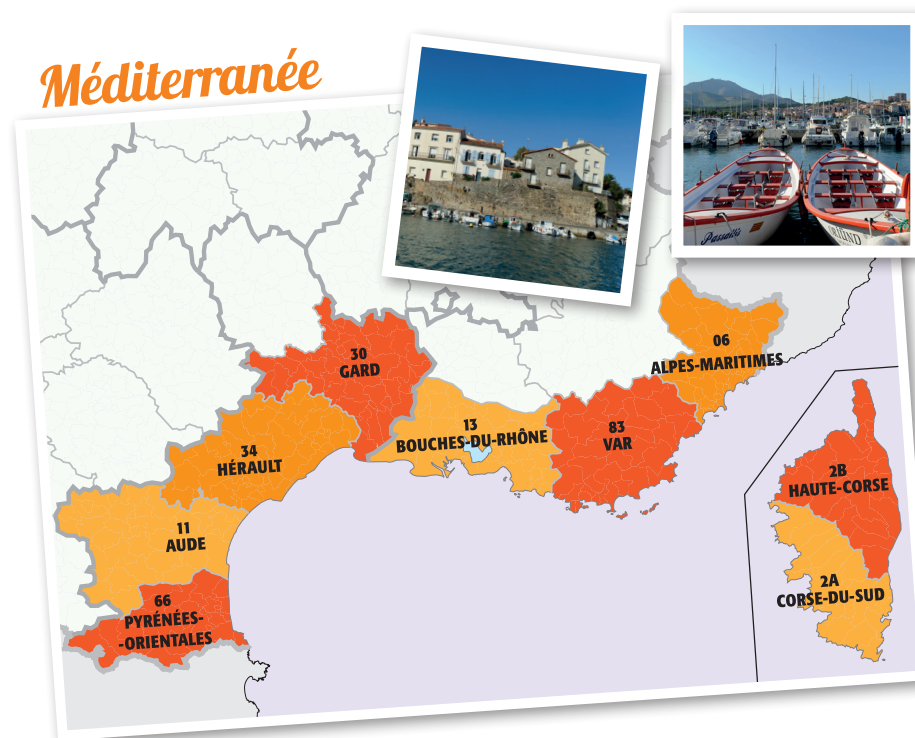 Méditerranée
Passailis
30
GARD
06
ALPES-MARITIMES
34
HÉRAULT
13
BOUCHES-DU-RHÔNE
83
VAR
2B
HAUTE-CORSE
11
AUDE
2A
CORSE-DU-SUD
66
PYRÉNÉES-
-ORIENTALES